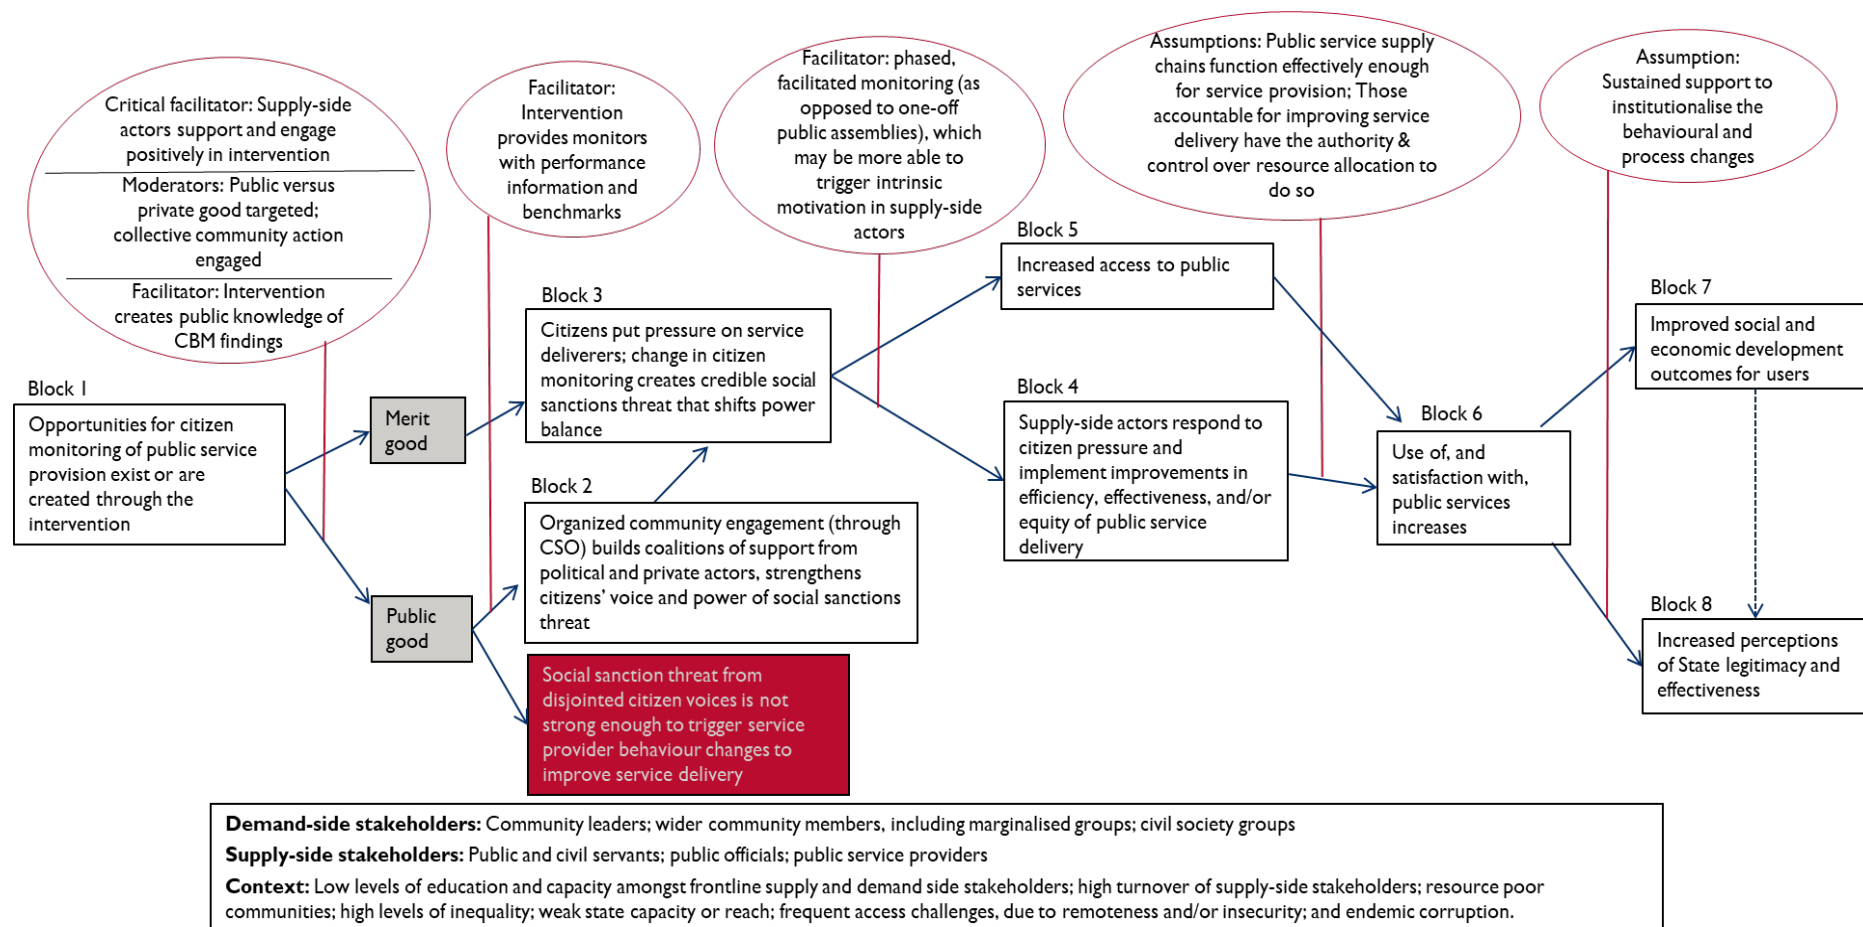 Critical facilitator: Supply-side
actors support and engage
positively in intervention
Moderators: Public versus
private good targeted;
collective community action
engaged
Facilitator: Intervention
creates public knowledge of
CBM findings
Facilitator:
Intervention
provides monitors
with performance
information and
benchmarks
Facilitator: phased,
facilitated monitoring (as
opposed to one-off
public assemblies), which
may be more able to
trigger intrinsic
motivation in supply-side
actors
Assumptions: Public service supply
chains function effectively enough
for service provision; Those
accountable for improving service
delivery have the authority &
control over resource allocation to
do so
Assumption:
Sustained support to
institutionalise the
behavioural and
process changes
Block 1
Opportunities for citizen
monitoring of public service
provision exist or are
created through the
intervention
Merit
good
Public
good
Block 3
Citizens put pressure on service
deliverers; change in citizen
monitoring creates credible social
sanctions threat that shifts power
balance
Block 2
Organized community engagement (through
CSO) builds coalitions of support from
political and private actors, strengthens
citizens’ voice and power of social sanctions
threat
Social sanction threat from
disjointed citizen voices is not
strong enough to trigger service
provider behaviour changes to
improve service delivery
Block 5
Increased access to public
services
Block 4
Supply-side actors respond to
citizen pressure and
implement improvements in
efficiency, effectiveness, and/or
equity of public service
delivery
Block 6
Use of, and
satisfaction with,
public services
increases
Block 7
Improved social and
economic development
outcomes for users
Block 8
Increased perceptions
of State legitimacy and
effectiveness
Demand-side stakeholders: Community leaders; wider community members, including marginalised groups; civil society groups
Supply-side stakeholders: Public and civil servants; public officials; public service providers
Context: Low levels of education and capacity amongst frontline supply and demand side stakeholders; high turnover of supply-side stakeholders; resource poor
communities; high levels of inequality; weak state capacity or reach; frequent access challenges, due to remoteness and/or insecurity; and endemic corruption.